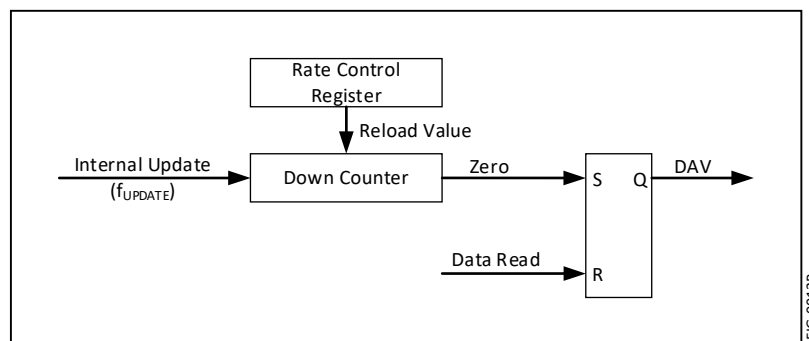 Rate Control
Register
Reload Value
Internal Update
(fUPDATE)
Down Counter
Zero
S
Q
DAV
Data Read
R